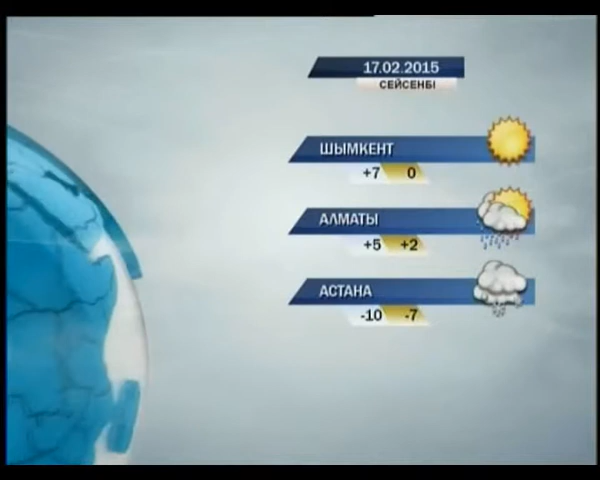 17.02.2015
СЕЙСЕНБІ
ШЫМКЕНТ
+7 0
АЛМАТЫ
+5 +2
АСТАНА
-10 -7